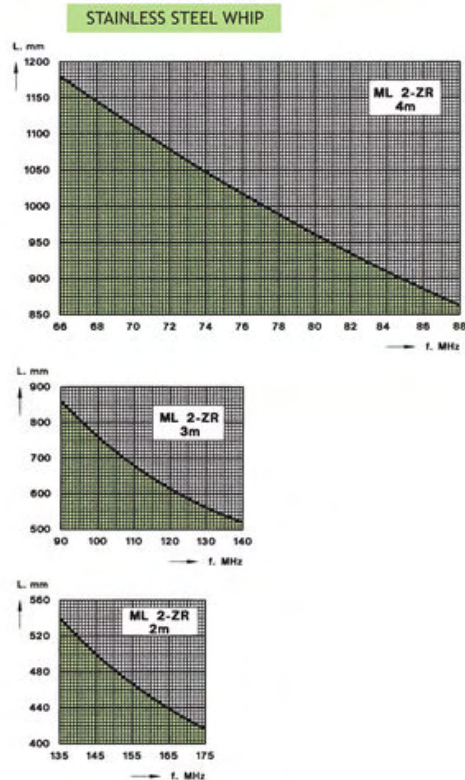 STAINLESS STEEL WHIP
L. mm
1200
1150
1100
1050
1000
950
900
850
ML 2-ZR
4m
66 68 70 72 74 76 78 80 82 84 86 88
f. MHz
L. mm
900
800
700
600
500
ML 2-ZR
3m
90 100 110 120 130 140
f. MHz
L. mm
560
520
480
440
400
ML 2-ZR
2m
135 145 155 165 175
f. MHz